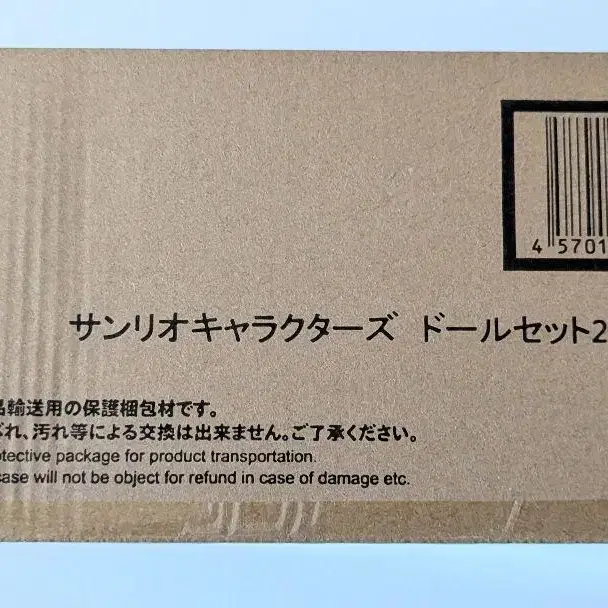 4 5701
サンリオキャラクターズ ドールセット2
輸送用の保護梱包材です。
れ、汚れ等による交換は出来ません。ご了承ください。
otective package for product transportation.
case will not be object for refund in case of damage etc.